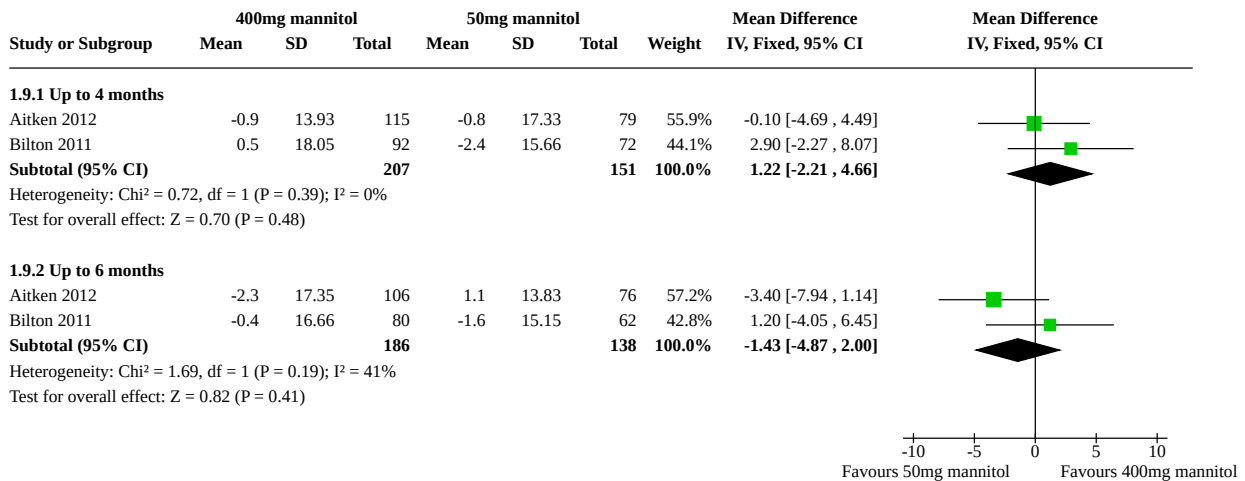 400mg mannitol 50mg mannitol Mean Difference Mean Difference
Study or Subgroup Mean SD Total Mean SD Total Weight IV, Fixed, 95% CI IV, Fixed, 95% CI
1.9.1 Up to 4 months
Aitken 2012 -0.9 13.93 115 -0.8 17.33 79 55.9% -0.10 [-4.69 , 4.49]
Bilton 2011 0.5 18.05 92 -2.4 15.66 72 44.1% 2.90 [-2.27 , 8.07]
Subtotal (95% CI) 207 151 100.0% 1.22 [-2.21 , 4.66]
Heterogeneity: Chi² = 0.72, df = 1 (P = 0.39); I² = 0%
Test for overall effect: Z = 0.70 (P = 0.48)
1.9.2 Up to 6 months
Aitken 2012 -2.3 17.35 106 1.1 13.83 76 57.2% -3.40 [-7.94 , 1.14]
Bilton 2011 -0.4 16.66 80 -1.6 15.15 62 42.8% 1.20 [-4.05 , 6.45]
Subtotal (95% CI) 186 138 100.0% -1.43 [-4.87 , 2.00]
Heterogeneity: Chi² = 1.69, df = 1 (P = 0.19); I² = 41%
Test for overall effect: Z = 0.82 (P = 0.41)
-10 -5 0 5 10
Favours 50mg mannitol Favours 400mg mannitol